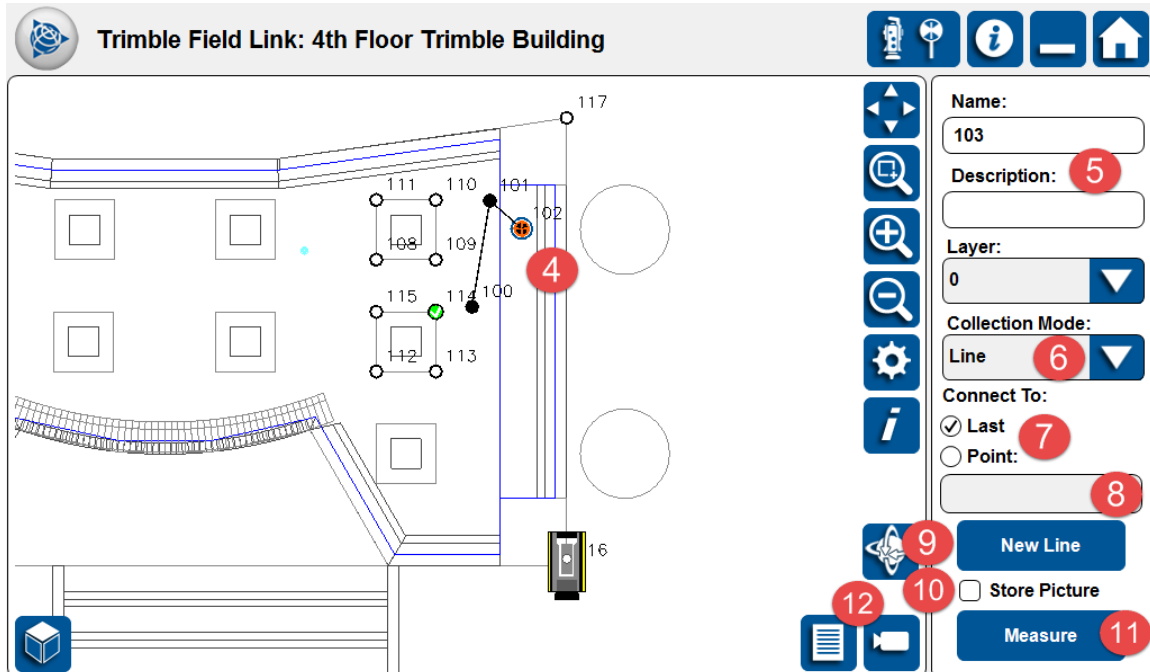 Trimble Field Link: 4th Floor Trimble Building
117
111 110 101
102
108 109
4
115 114 100
112 113
16
12
Name:
103
5
Description:
Layer:
0
Collection Mode:
Line
6
Connect To:
Last
7
Point:
8
9
New Line
10
Store Picture
Measure
11